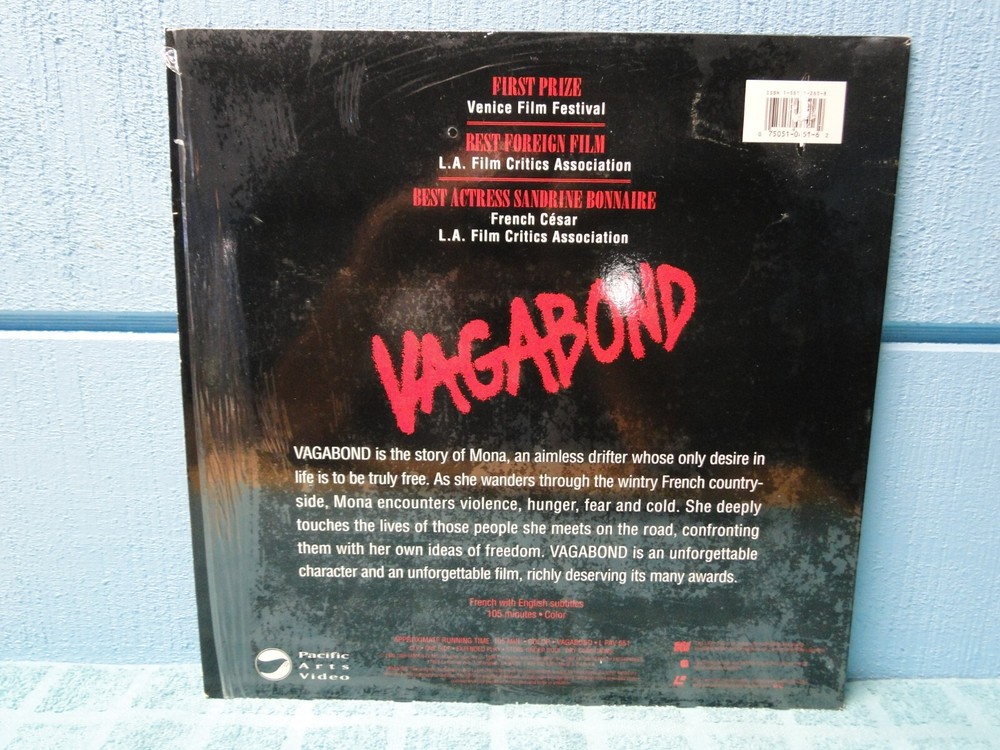 FIRST PRIZE
Venice Film Festival
BEST FOREIGN FILM
L.A. Film Critics Association
BEST ACTRESS SANDRINE BONNAIRE
French César
L.A. Film Critics Association
VAGABOND
VAGABOND is the story of Mona, an aimless drifter whose only desire in
life is to be truly free. As she wanders through the wintry French country-
side, Mona encounters violence, hunger, fear and cold. She deeply
touches the lives of those people she meets on the road, confronting
them with her own ideas of freedom. VAGABOND is an unforgettable
character and an unforgettable film, richly deserving its many awards.
French with English subtitles
105 minutes • Color
APPROXIMATE RUNNING TIME
Pacific
Arts
Video